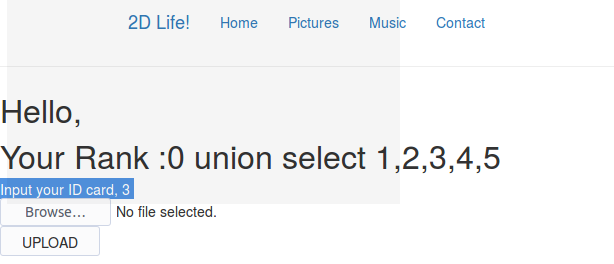 2D Life! Home Pictures Music Contact
Hello,
Your Rank :0 union select 1,2,3,4,5
Input your ID card, 3
Browse... No file selected.
UPLOAD